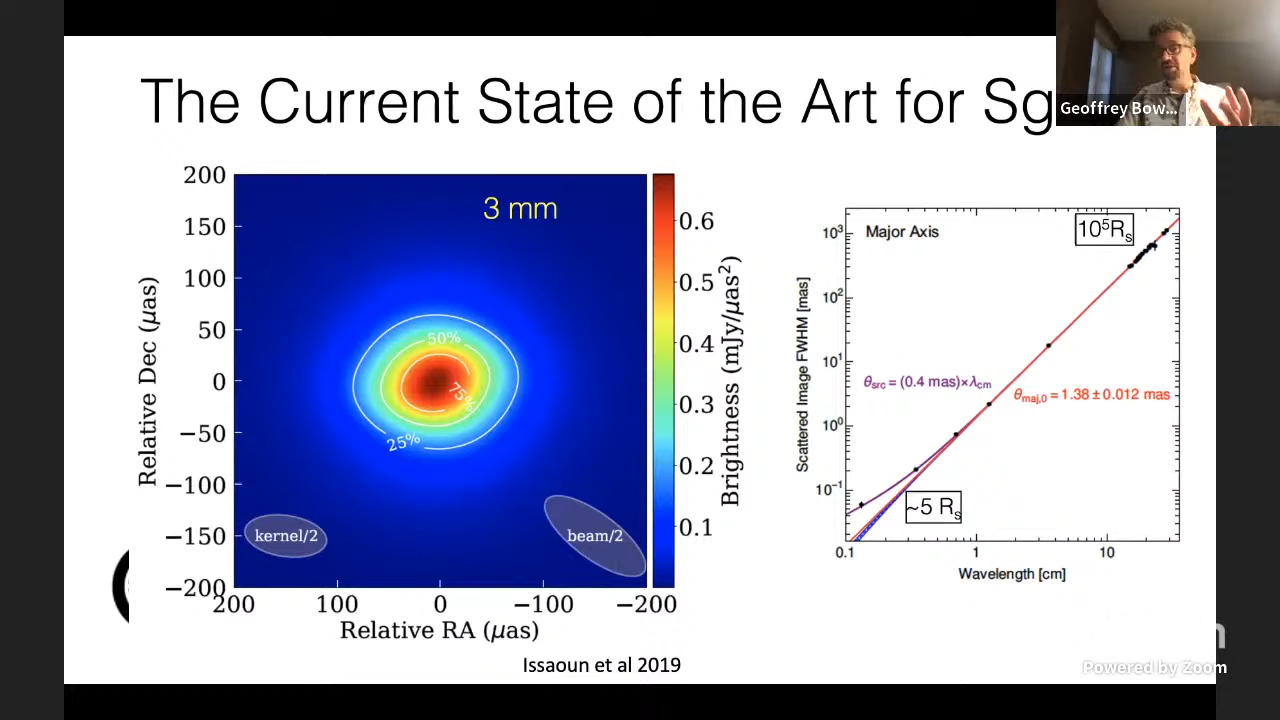 The Current State of the Art for Sg
Geoffrey Bow...
3 mm
200
150
100
50
0
−50
−100
−150
−200
Relative Dec (μas)
50%
75%
25%
kernel/2
beam/2
200
100
0
−100
−200
Relative RA (μas)
0.6
0.5
0.4
0.3
0.2
0.1
Brightness (mJy/μas²)
Issaoun et al 2019
Major Axis
10⁵Rₛ
10³
10²
10¹
10⁰
10⁻¹
Scattered Image FWHM [mas]
θsrc = (0.4 mas)×λcm
θmaj,0 = 1.38 ± 0.012 mas
~5 Rₛ
0.1
1
10
Wavelength [cm]
Powered by Zoom